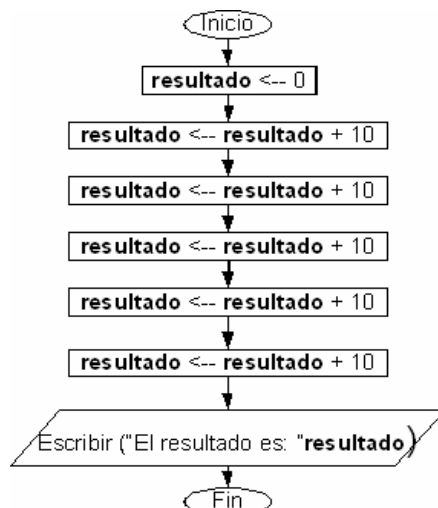 Inicio
resultado <-- 0
resultado <-- resultado + 10
resultado <-- resultado + 10
resultado <-- resultado + 10
resultado <-- resultado + 10
resultado <-- resultado + 10
Escribir ("El resultado es: "resultado)
Fin